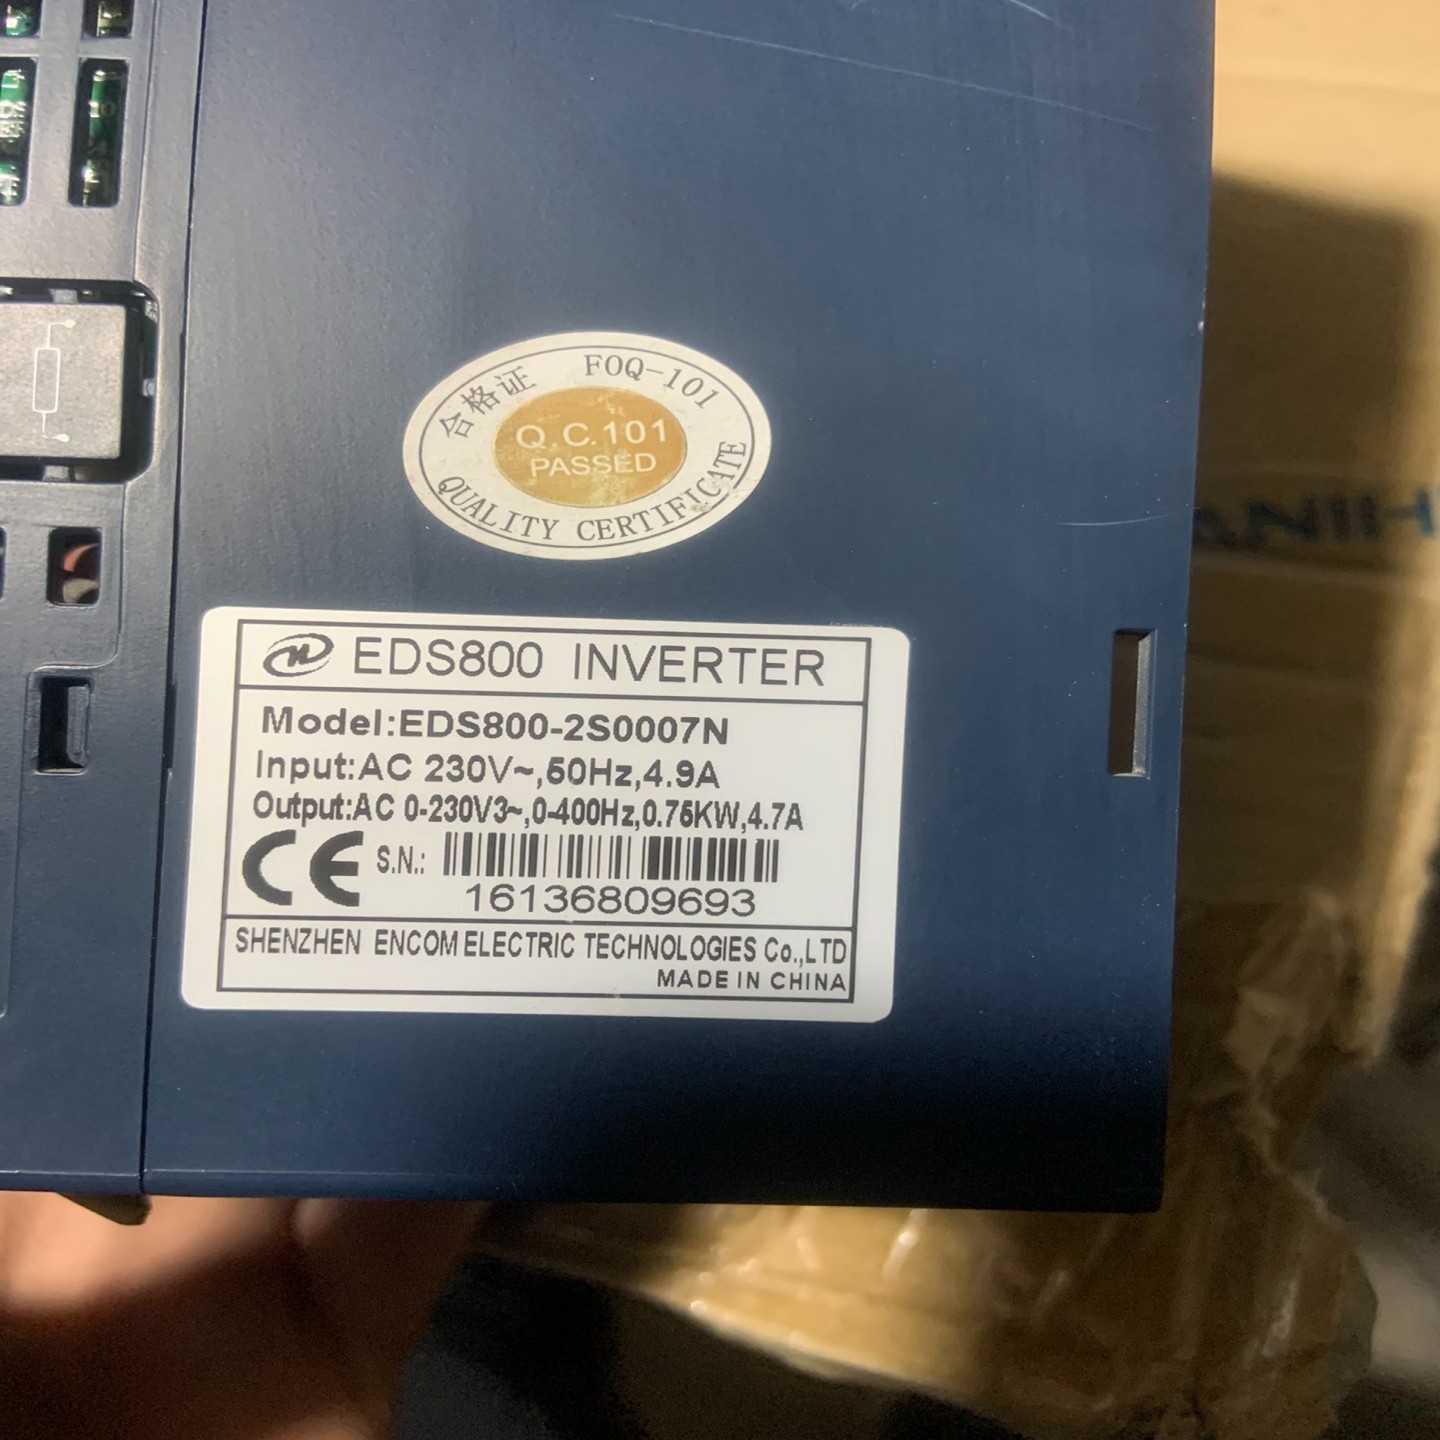 合格证 FOQ-101
Q.C.101
PASSED
QUALITY CERTIFICATE
EDS800 INVERTER
Model:EDS800-2S0007N
Input:AC 230V~,50Hz,4.9A
Output:AC 0-230V3~,0-400Hz,0.75KW,4.7A
CE S.N.:
16136809693
SHENZHEN ENCOM ELECTRIC TECHNOLOGIES Co.,LTD
MADE IN CHINA